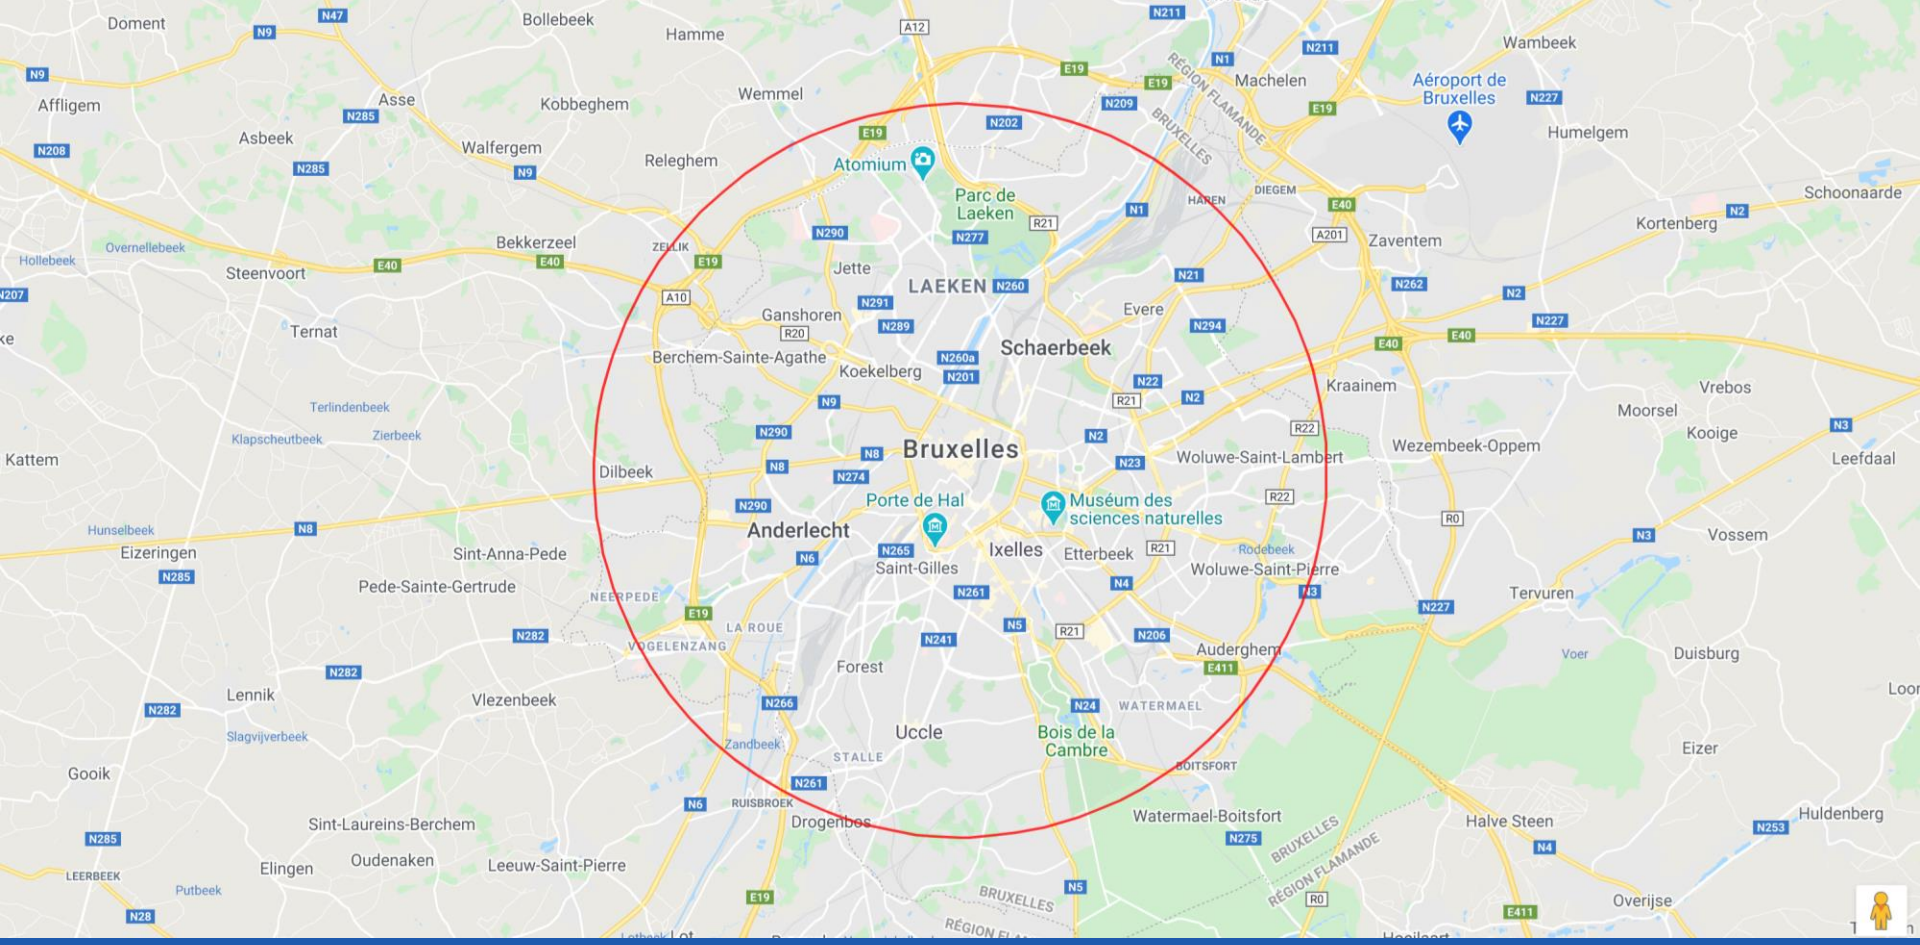 N47
Doment
N9
Bollebeek
Hamme
A12
N211
N1
N211
Wambeek
N9
Affligem
Asse
N285
Kobbeghem
Wemmel
E19
E19
N209
RÉGION FLAMANDE
BRUXELLES
Machelen
E19
Aéroport de
Bruxelles
N227
Humelgem
N208
Asbeek
N285
Walfergem
N9
Releghem
E19
N202
Atomium
Parc de
Laeken
R21
N1
HAREN
DIEGEM
E40
Schoonaarde
N2
Kortenberg
Overnellebeek
Hollebeek
Steenvoort
E40
Bekkerzeel
E40
ZELLIK
E19
N290
N277
A201
Zaventem
N207
A10
Jette
LAEKEN
N260
N21
N262
N2
N291
Ganshoren
R20
N289
Evere
N294
N227
Ternat
Berchem-Sainte-Agathe
Koekelberg
N260a
N201
Schaerbeek
E40
E40
N22
R21
N2
Kraainem
Vrebos
Terlindenbeek
Klapscheutbeek
Zierbeek
N9
N290
Moorsel
Kooige
N3
Kattem
Dilbeek
N8
N8
N274
Bruxelles
N2
N23
R22
Woluwe-Saint-Lambert
Wezembeek-Oppem
Leefdaal
N290
Porte de Hal
Muséum des
sciences naturelles
R22
R0
Hunselbeek
N8
Eizeringen
Anderlecht
N3
Vossem
N285
Sint-Anna-Pede
Pede-Sainte-Gertrude
N6
N265
Saint-Gilles
Ixelles
Etterbeek
R21
Rodebeek
Woluwe-Saint-Pierre
NEERPEDE
E19
N261
N4
N3
N227
Tervuren
LA ROUE
N282
VOGELENZANG
N241
N5
R21
N206
Auderghem
E411
Voer
Duisburg
N282
Lennik
N282
Vlezenbeek
Forest
N266
N24
WATERMAEL
Slagvijverbeek
Zandbeek
Uccle
STALLE
Bois de la
Cambre
BOITSFORT
Eizer
Gooik
N261
N6
RUISBROEK
Drogenbos
Watermael-Boitsfort
N275
Huldenberg
N253
Sint-Laureins-Berchem
N285
Halve Steen
N4
BRUXELLES
RÉGION FLAMANDE
Elingen
Oudenaken
Leeuw-Saint-Pierre
LEERBEEK
Putbeek
N28
E19
BRUXELLES
N5
R0
E411
Overijse
Lot